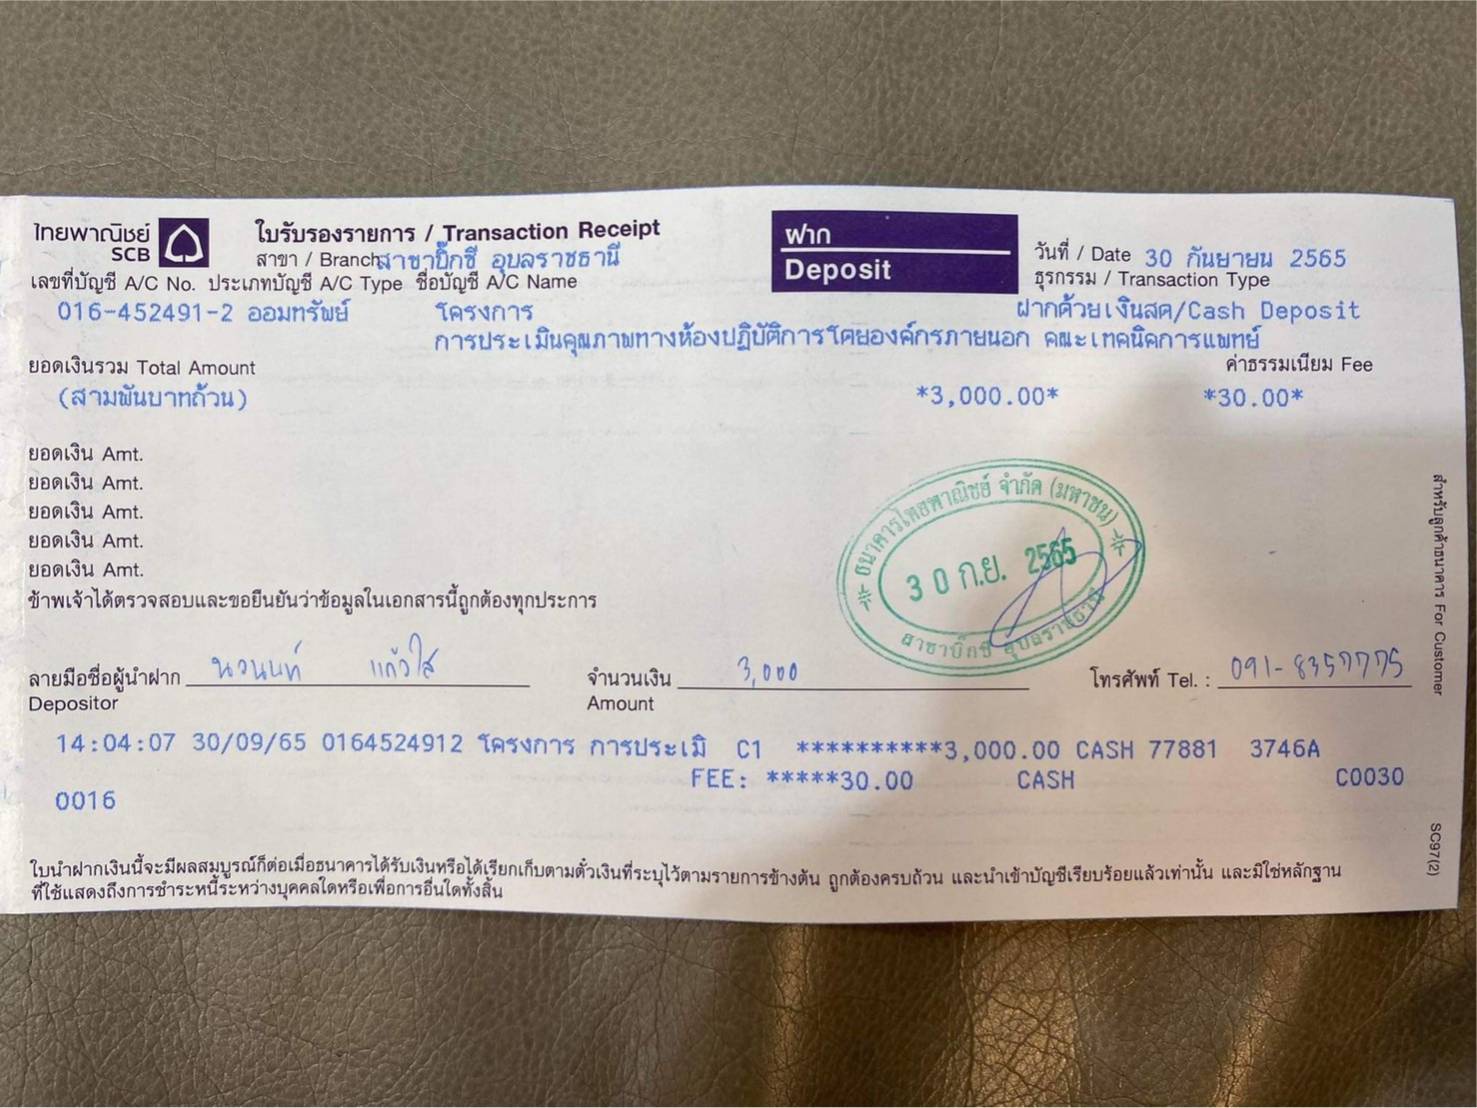 ไทยพาณิชย์
SCB
ใบรับรองรายการ / Transaction Receipt
สาขา / Branch สาขาบิ๊กซี อุบลราชธานี
ฝาก
Deposit
วันที่ / Date 30 กันยายน 2565
ธุรกรรม / Transaction Type
เลขที่บัญชี A/C No. ประเภทบัญชี A/C Type ชื่อบัญชี A/C Name
016-452491-2 ออมทรัพย์ โครงการ ฝากด้วยเงินสด/Cash Deposit
การประเมินคุณภาพทางห้องปฏิบัติการโดยองค์กรภายนอก คณะเทคนิคการแพทย์
ยอดเงินรวม Total Amount ค่าธรรมเนียม Fee
(สามพันบาทถ้วน) *3,000.00* *30.00*
ยอดเงิน Amt.
ยอดเงิน Amt.
ยอดเงิน Amt.
ยอดเงิน Amt.
ยอดเงิน Amt.
ข้าพเจ้าได้ตรวจสอบและขอยืนยันว่าข้อมูลในเอกสารนี้ถูกต้องทุกประการ
ธนาคารไทยพาณิชย์ จำกัด (มหาชน)
30 ก.ย. 2565
สาขาบิ๊กซี อุบลราชธานี
ลายมือชื่อผู้นำฝาก นวนนท์ แก้วใส จำนวนเงิน 3,000 โทรศัพท์ Tel. : 091-8357775
Depositor Amount
14:04:07 30/09/65 0164524912 โครงการ การประเมิ C1 **********3,000.00 CASH 77881 3746A
FEE: *****30.00 CASH C0030
0016
ใบนำฝากเงินนี้จะมีผลสมบูรณ์ก็ต่อเมื่อธนาคารได้รับเงินหรือได้เรียกเก็บตามตั๋วเงินที่ระบุไว้ตามรายการข้างต้น ถูกต้องครบถ้วน และนำเข้าบัญชีเรียบร้อยแล้วเท่านั้น และมิใช่หลักฐาน
ที่ใช้แสดงถึงการชำระหนี้ระหว่างบุคคลใดหรือเพื่อการอื่นใดทั้งสิ้น
สำหรับลูกค้าธนาคาร For Customer
SC97(2)